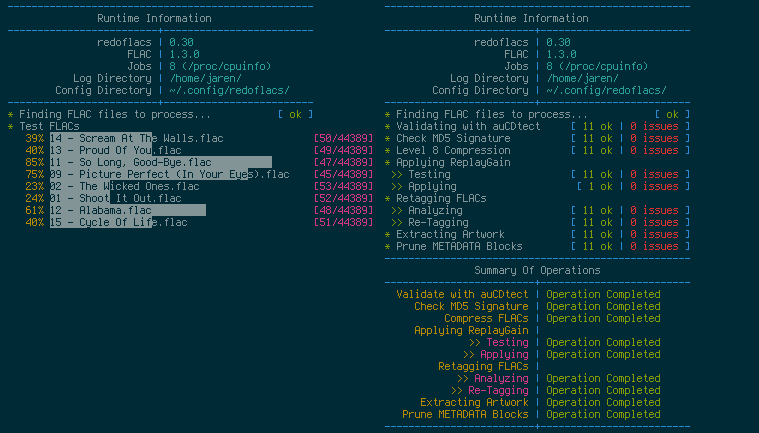 Runtime Information
redoflacs | 0.30
FLAC | 1.3.0
Jobs | 8 (/proc/cpuinfo)
Log Directory | /home/jaren/
Config Directory | ~/.config/redoflacs/
* Finding FLAC files to process... [ ok ]
* Test FLACs
39% 14 - Scream At The Walls.flac [50/44389]
40% 13 - Proud Of You.flac [49/44389]
85% 11 - So Long, Good-Bye.flac [47/44389]
75% 09 - Picture Perfect (In Your Eyes).flac [45/44389]
23% 02 - The Wicked Ones.flac [53/44389]
24% 01 - Shoot It Out.flac [52/44389]
61% 12 - Alabama.flac [48/44389]
40% 15 - Cycle Of Life.flac [51/44389]
Runtime Information
redoflacs | 0.30
FLAC | 1.3.0
Jobs | 8 (/proc/cpuinfo)
Log Directory | /home/jaren/
Config Directory | ~/.config/redoflacs/
* Finding FLAC files to process... [ ok ]
* Validating with auCDtect [ 11 ok | 0 issues ]
* Check MD5 Signature [ 11 ok | 0 issues ]
* Level 8 Compression [ 11 ok | 0 issues ]
* Applying ReplayGain
>> Testing [ 11 ok | 0 issues ]
>> Applying [ 1 ok | 0 issues ]
* Retagging FLACs
>> Analyzing [ 11 ok | 0 issues ]
>> Re-Tagging [ 11 ok | 0 issues ]
* Extracting Artwork [ 11 ok | 0 issues ]
* Prune METADATA Blocks [ 11 ok | 0 issues ]
Summary Of Operations
Validate with auCDtect | Operation Completed
Check MD5 Signature | Operation Completed
Compress FLACs | Operation Completed
Applying ReplayGain |
>> Testing | Operation Completed
>> Applying | Operation Completed
Retagging FLACs |
>> Analyzing | Operation Completed
>> Re-Tagging | Operation Completed
Extracting Artwork | Operation Completed
Prune METADATA Blocks | Operation Completed